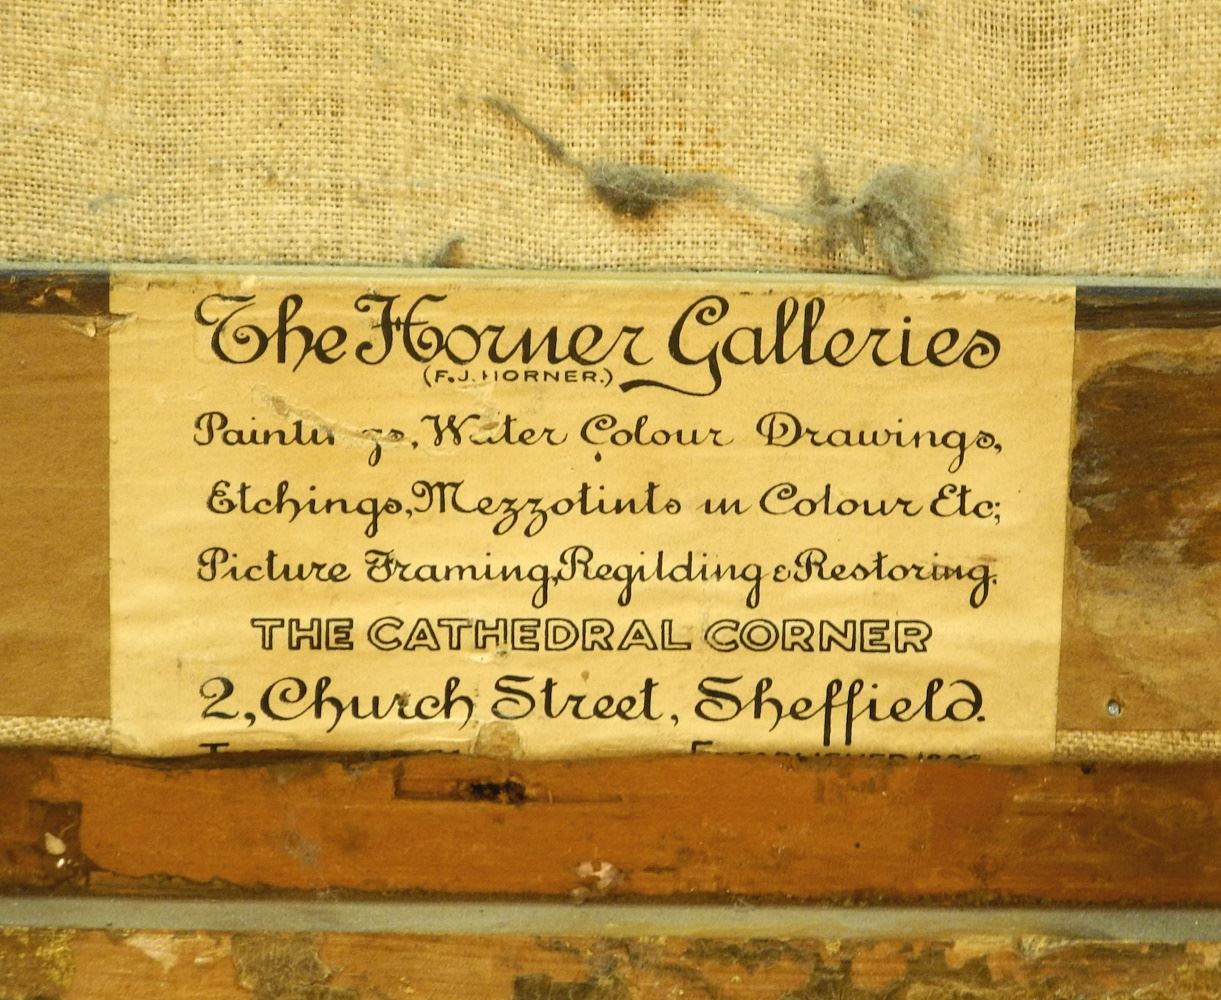 The Horner Galleries
(F.J. HORNER.)
Paintings, Water Colour Drawings,
Etchings, Mezzotints in Colour Etc;
Picture Framing, Regilding & Restoring.
THE CATHEDRAL CORNER
2, Church Street, Sheffield.
ESTABLISHED